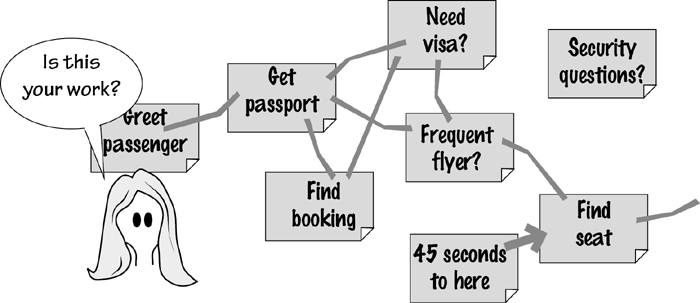 Is this
your work?
Greet
passenger
Get
passport
Need
visa?
Security
questions?
Find
booking
Frequent
flyer?
45 seconds
to here
Find
seat